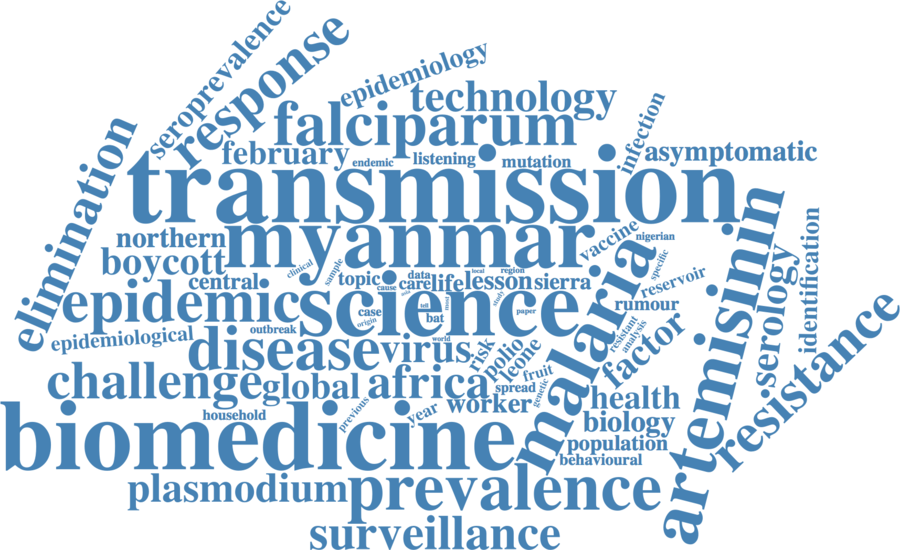 seroprevalence
response
epidemiology
technology
falciparum
infection
february
endemic
listening
mutation
asymptomatic
elimination
transmission
northern
myanmar
vaccine
nigerian
artemisinin
boycott
central
clinical
sample
topic
cause
data
care
life
local
region
lesson
sierra
specific
reservoir
serology
identification
epidemic
science
malaria
rumour
case
origin
tell
bat
mood
study
paper
epidemiological
outbreak
resistant
analysis
factor
resistance
disease
virus
world
risk
polio
leone
fruit
challenge
global
africa
spread
genetic
household
previous
year
worker
health
biology
biomedicine
population
behavioural
plasmodium
prevalence
surveillance